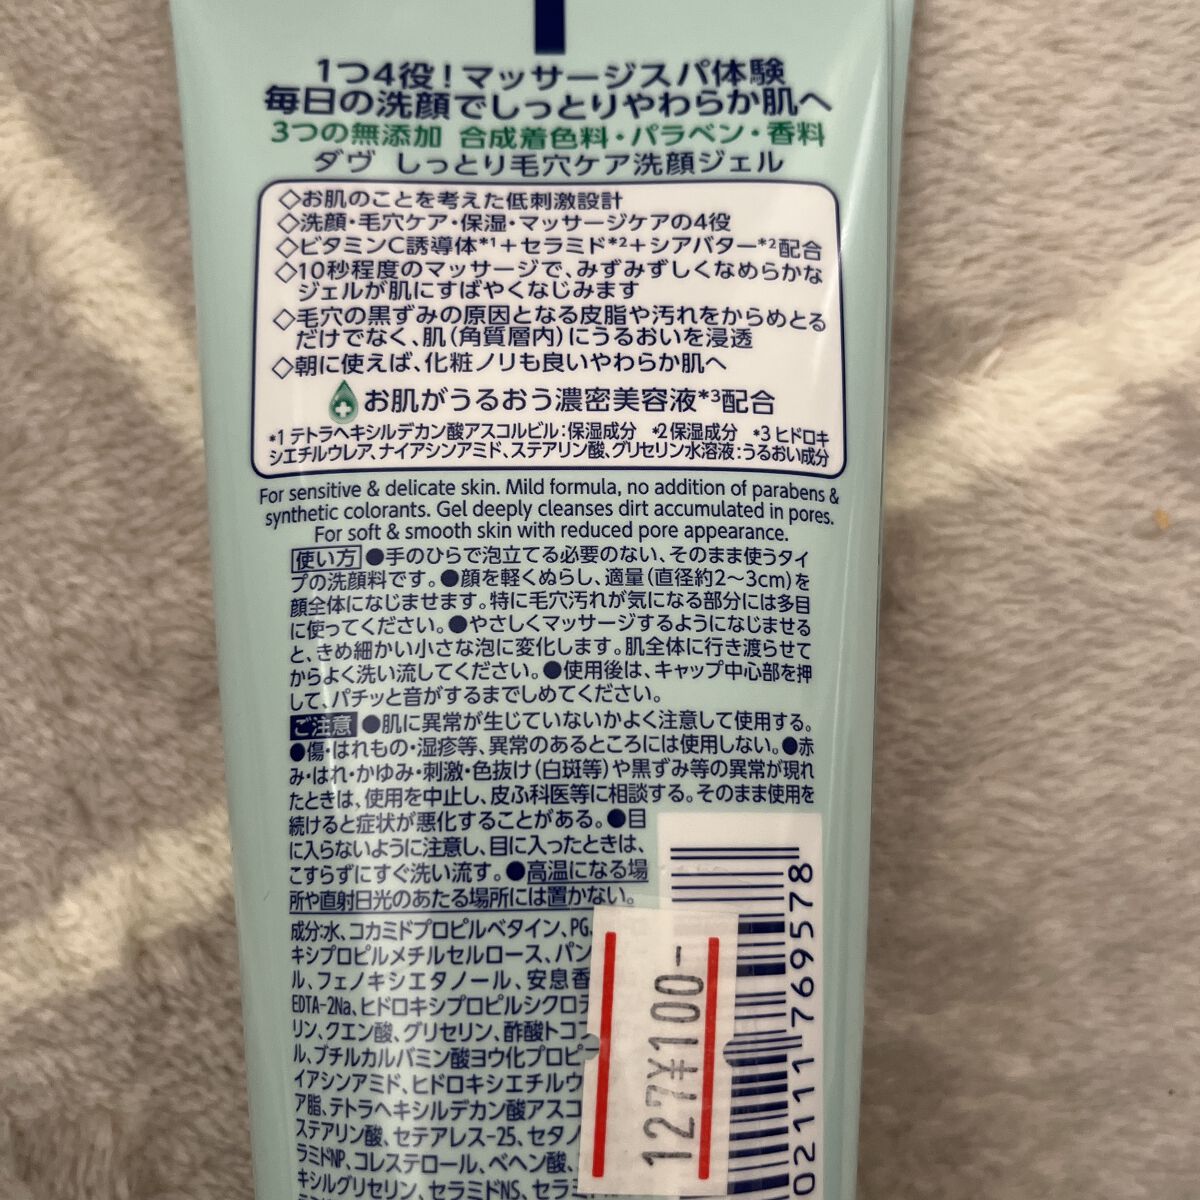 1つ4役！マッサージスパ体験
毎日の洗顔でしっとりやわらか肌へ
3つの無添加 合成着色料・パラベン・香料
ダヴ しっとり毛穴ケア洗顔ジェル
◇お肌のことを考えた低刺激設計
◇洗顔・毛穴ケア・保湿・マッサージケアの4役
◇ビタミンC誘導体*1+セラミド*2+シアバター*2配合
◇10秒程度のマッサージで、みずみずしくなめらかな
ジェルが肌にすばやくなじみます
◇毛穴の黒ずみの原因となる皮脂や汚れをからめとる
だけでなく、肌(角質層内)にうるおいを浸透
◇朝に使えば、化粧ノリも良いやわらか肌へ
お肌がうるおう濃密美容液*3配合
*1 テトラヘキシルデカン酸アスコルビル:保湿成分 *2保湿成分 *3 ヒドロキ
シエチルウレア、ナイアシンアミド、ステアリン酸、グリセリン水溶液:うるおい成分
For sensitive & delicate skin. Mild formula, no addition of parabens &
synthetic colorants. Gel deeply cleanses dirt accumulated in pores.
For soft & smooth skin with reduced pore appearance.
使い方 ●手のひらで泡立てる必要のない、そのまま使うタイ
プの洗顔料です。●顔を軽くぬらし、適量(直径約2〜3cm)を
顔全体になじませます。特に毛穴汚れが気になる部分には多目
に使ってください。●やさしくマッサージするようになじませる
と、きめ細かい小さな泡に変化します。肌全体に行き渡らせて
からよく洗い流してください。●使用後は、キャップ中心部を押
して、パチッと音がするまでしめてください。
ご注意 ●肌に異常が生じていないかよく注意して使用する。
●傷・はれもの・湿疹等、異常のあるところには使用しない。●赤
み・はれ・かゆみ・刺激・色抜け(白斑等)や黒ずみ等の異常が現れ
たときは、使用を中止し、皮ふ科医等に相談する。そのまま使用を
続けると症状が悪化することがある。●目
に入らないように注意し、目に入ったときは、
こすらずにすぐ洗い流す。●高温になる場
所や直射日光のあたる場所には置かない。
成分:水、コカミドプロピルベタイン、PG、
キシプロピルメチルセルロース、パン
ル、フェノキシエタノール、安息香
EDTA-2Na、ヒドロキシプロピルシクロデ
リン、クエン酸、グリセリン、酢酸トコフ
ル、ブチルカルバミン酸ヨウ化プロピ
イアシンアミド、ヒドロキシエチルウ
ア脂、テトラヘキシルデカン酸アスコ
ステアリン酸、セテアレス-25、セタノ
ラミドNP、コレステロール、ベヘン酸、
キシルグリセリン、セラミドNS、セラミ
127¥100-
02111 769578